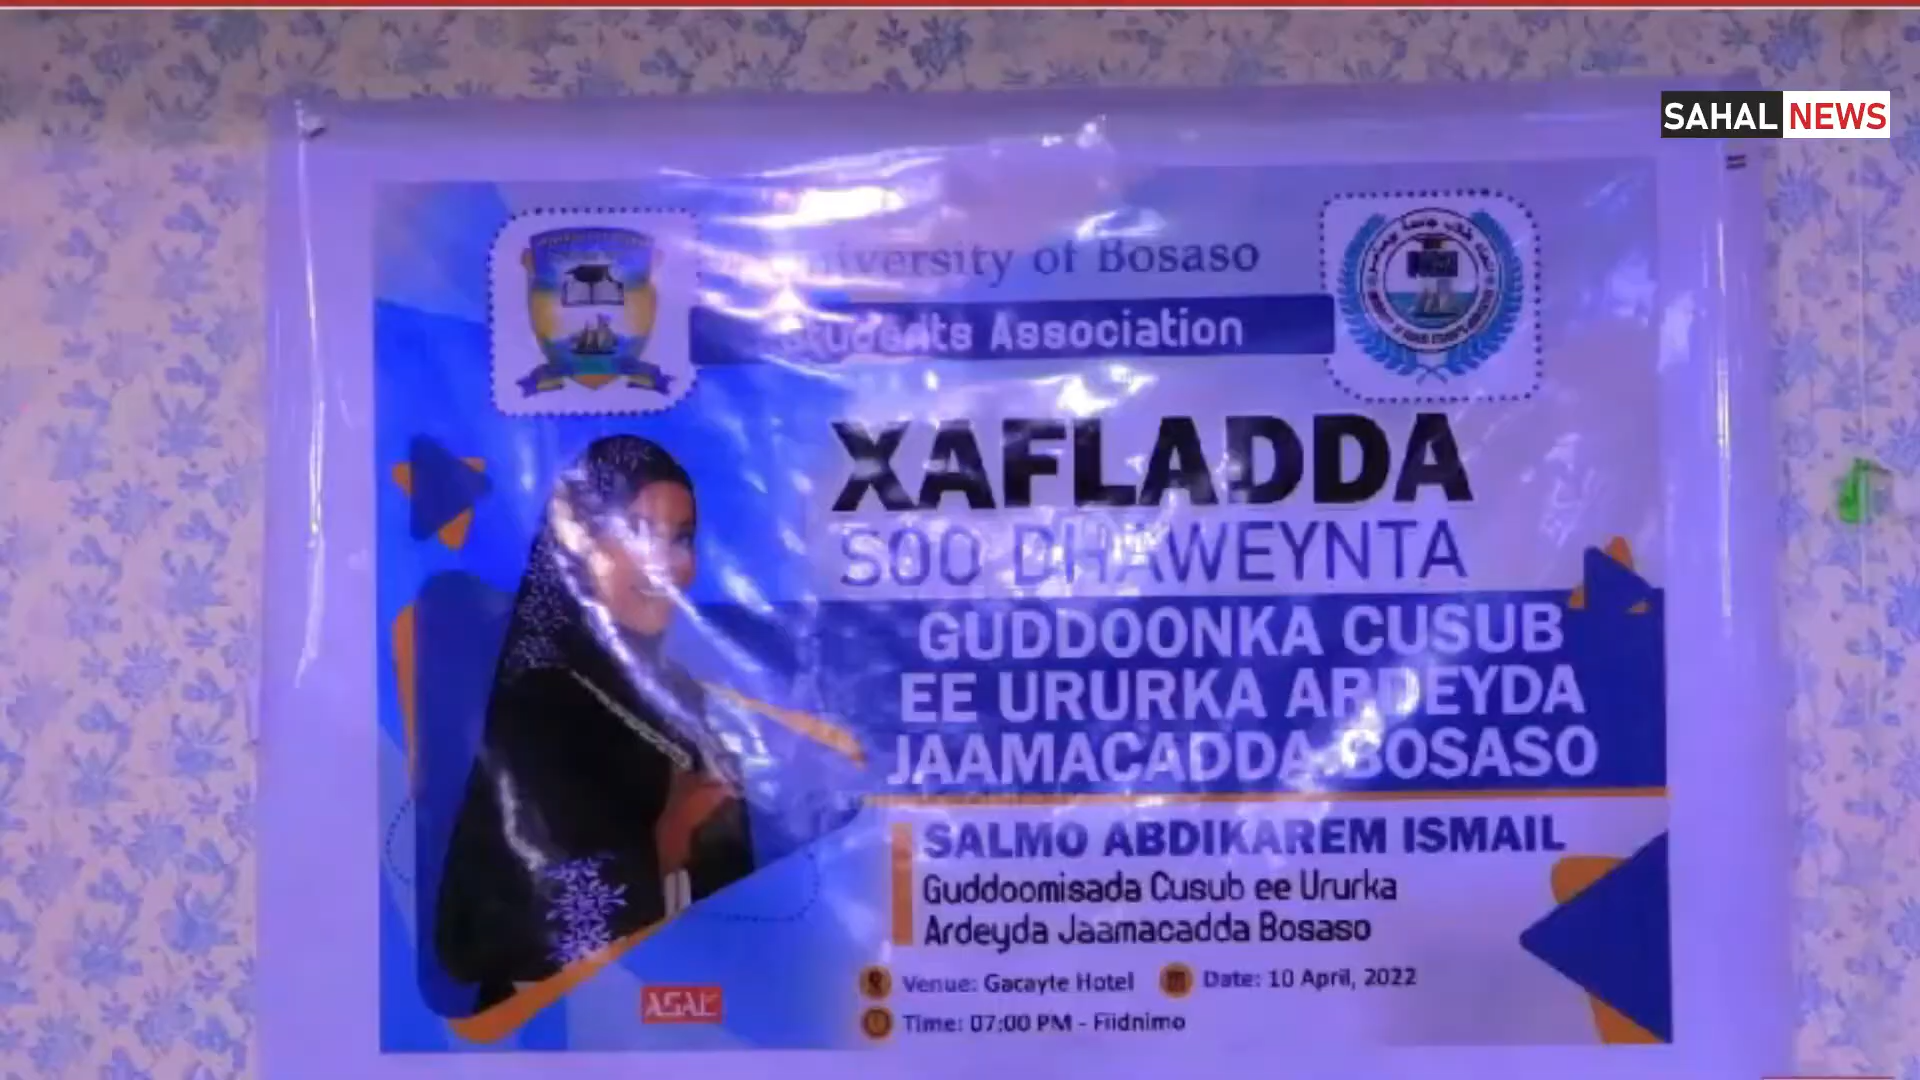 SAHAL NEWS
University of Bosaso
Students Association
XAFLADDA
SOO DHAWEYNTA
GUDDOONKA CUSUB
EE URURKA ARDEYDA
JAAMACADDA BOSASO
SALMO ABDIKAREM ISMAIL
Guddoomisada Cusub ee Ururka
Ardeyda Jaamacadda Bosaso
Venue: Gacayte Hotel Date: 10 April, 2022
Time: 07:00 PM - Fiidnimo